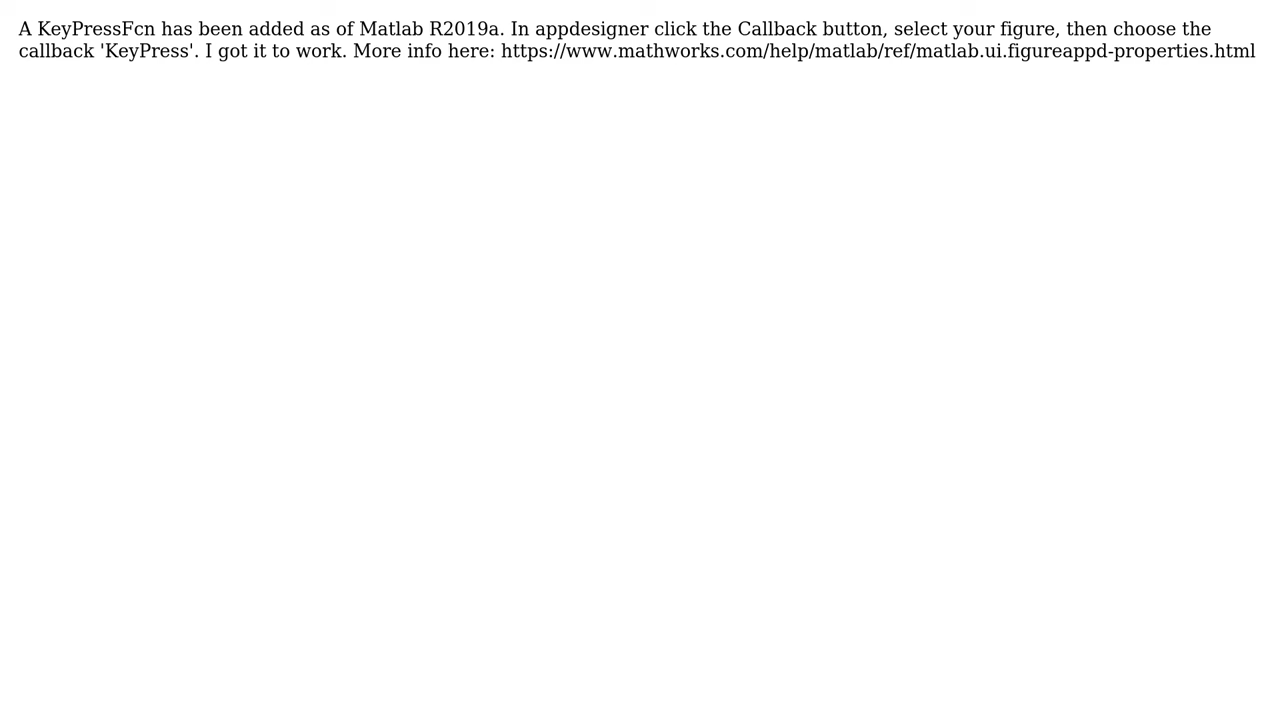 A KeyPressFcn has been added as of Matlab R2019a. In appdesigner click the Callback button, select your figure, then choose the
callback 'KeyPress'. I got it to work. More info here: https://www.mathworks.com/help/matlab/ref/matlab.ui.figureappd-properties.html